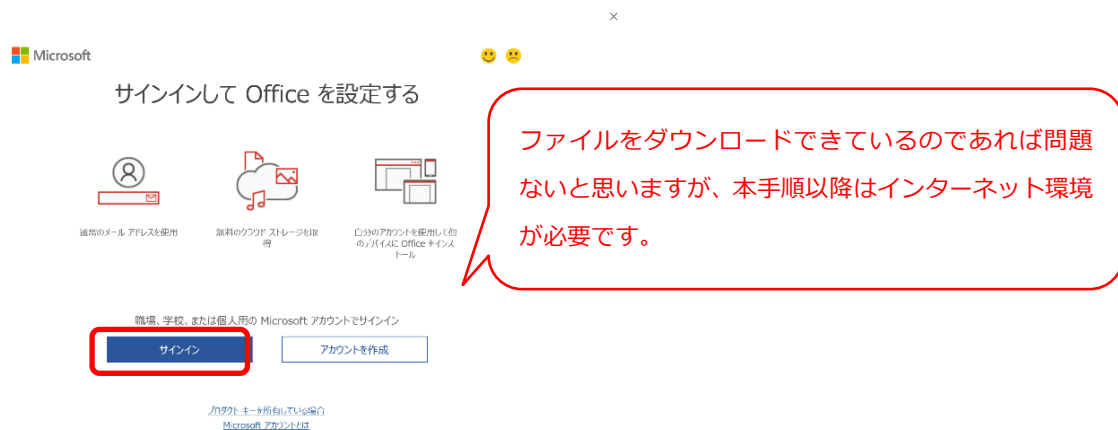 ×
Microsoft
サインインして Office を設定する
ファイルをダウンロードできているのであれば問題
ないと思いますが、本手順以降はインターネット環境
が必要です。
通常のメール アドレスを使用
無料のクラウド ストレージを取
得
自分のアカウントを使用して他
のデバイスに Office をインス
トール
職場、学校、または個人用の Microsoft アカウントでサインイン
サインイン
アカウントを作成
プロダクト キーを所有している場合
Microsoft アカウントとは